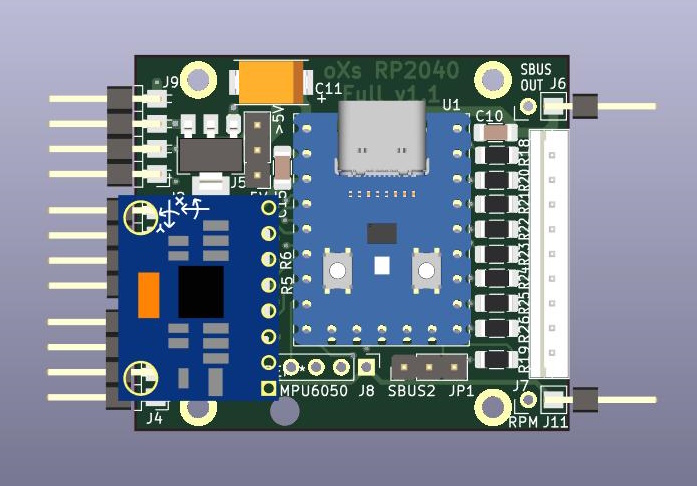 oXs RP2040
Full v1.1
SBUS
OUT J6
J9
C11
+
U1
C10
>5V
J5
R18
R20
R21
R22
R23
R24
R25
R26
R19
R5 R6
MPU6050 J8 SBUS2 JP1
J7
J4
RPM J11